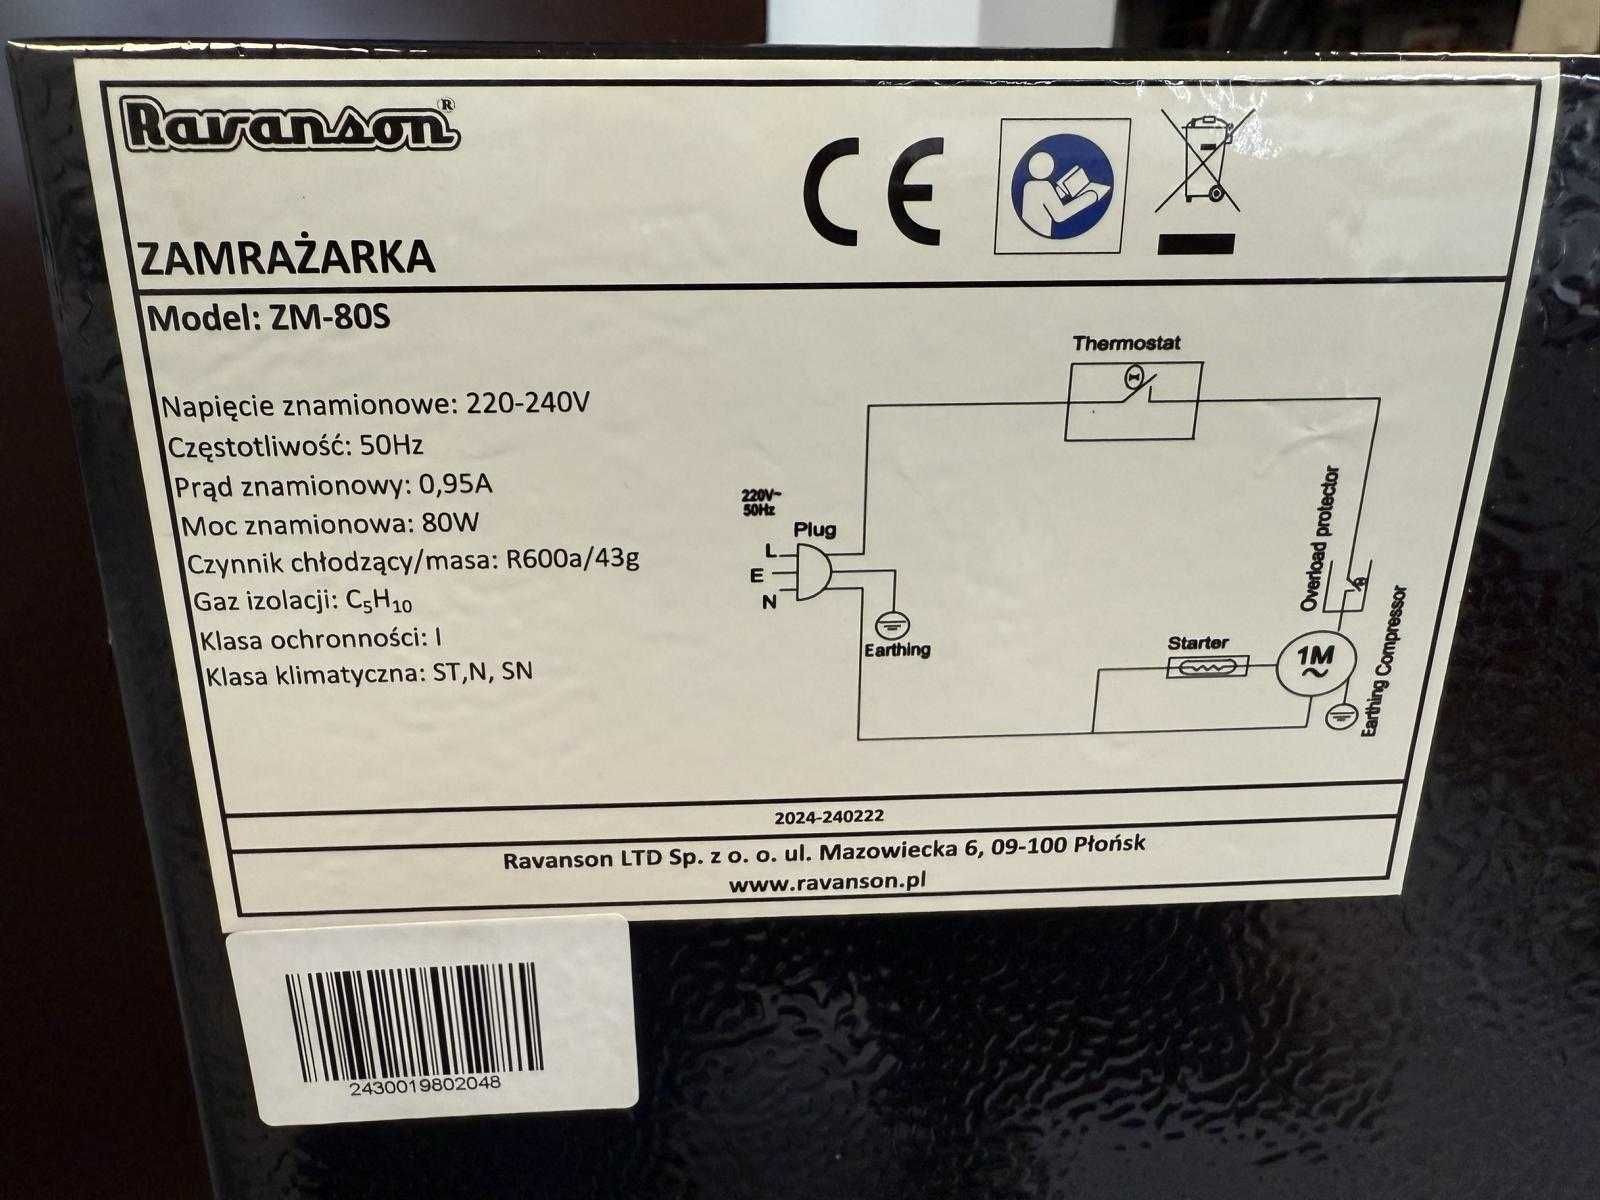 Ravanson®
CE
ZAMRAŻARKA
Model: ZM-80S
Napięcie znamionowe: 220-240V
Częstotliwość: 50Hz
Prąd znamionowy: 0,95A
Moc znamionowa: 80W
Czynnik chłodzący/masa: R600a/43g
Gaz izolacji: C₅H₁₀
Klasa ochronności: I
Klasa klimatyczna: ST,N, SN
Thermostat
220V~
50Hz
Plug
L
E
N
Earthing
Overload protector
Starter
1M
~
Earthing Compressor
2024-240222
Ravanson LTD Sp. z o. o. ul. Mazowiecka 6, 09-100 Płońsk
www.ravanson.pl
2430019802048